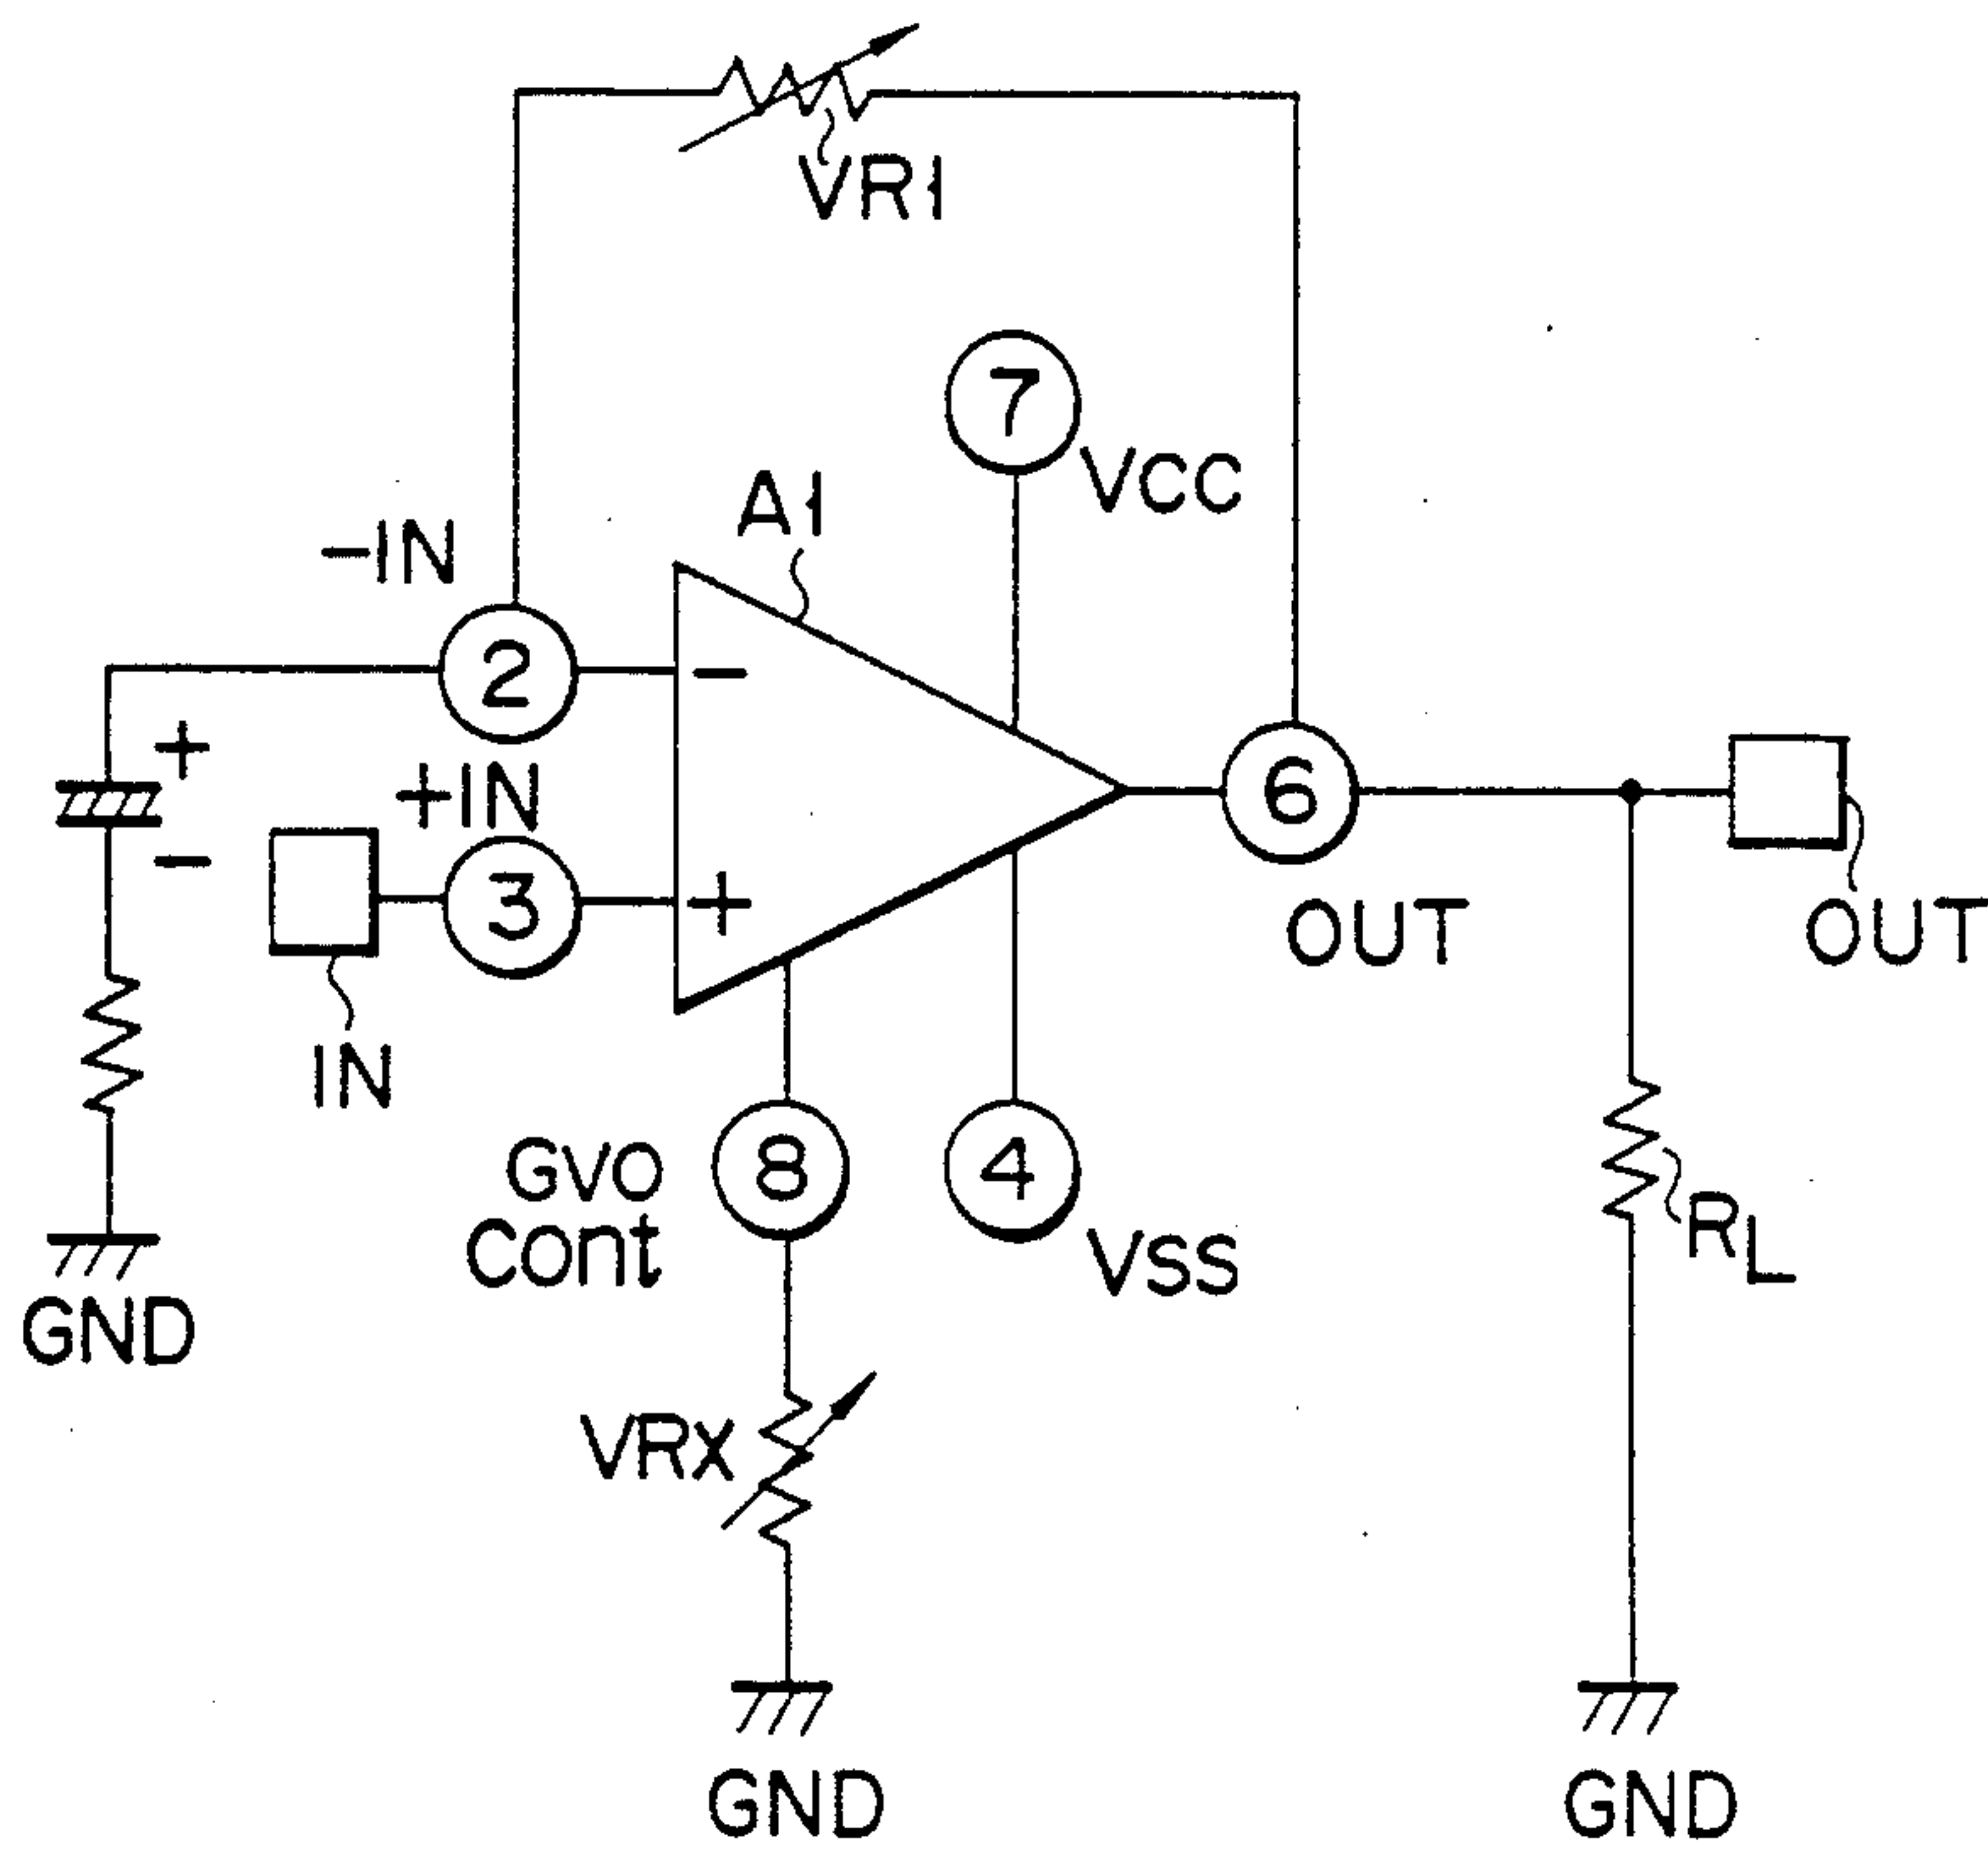 VR1
7
VCC
A1
-IN
2
-
+
+IN
6
-
3
+
OUT
OUT
IN
GVO
Cont
8
4
VSS
RL
GND
VRX
GND
GND